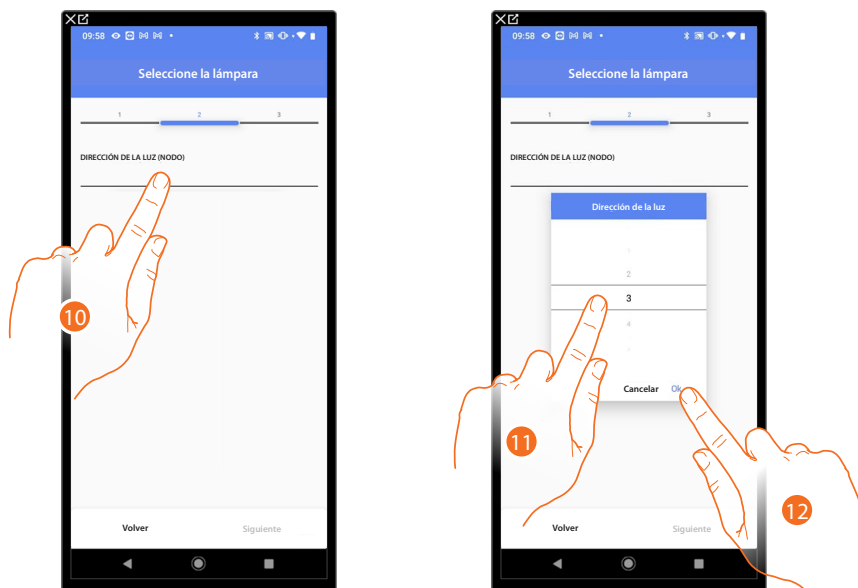 09:58
Seleccione la lámpara
1 2 3
DIRECCIÓN DE LA LUZ (NODO)
10
Volver Siguiente
09:58
Seleccione la lámpara
1 2 3
DIRECCIÓN DE LA LUZ (NODO)
Dirección de la luz
1
2
3
4
5
Cancelar Ok
11
12
Volver Siguiente